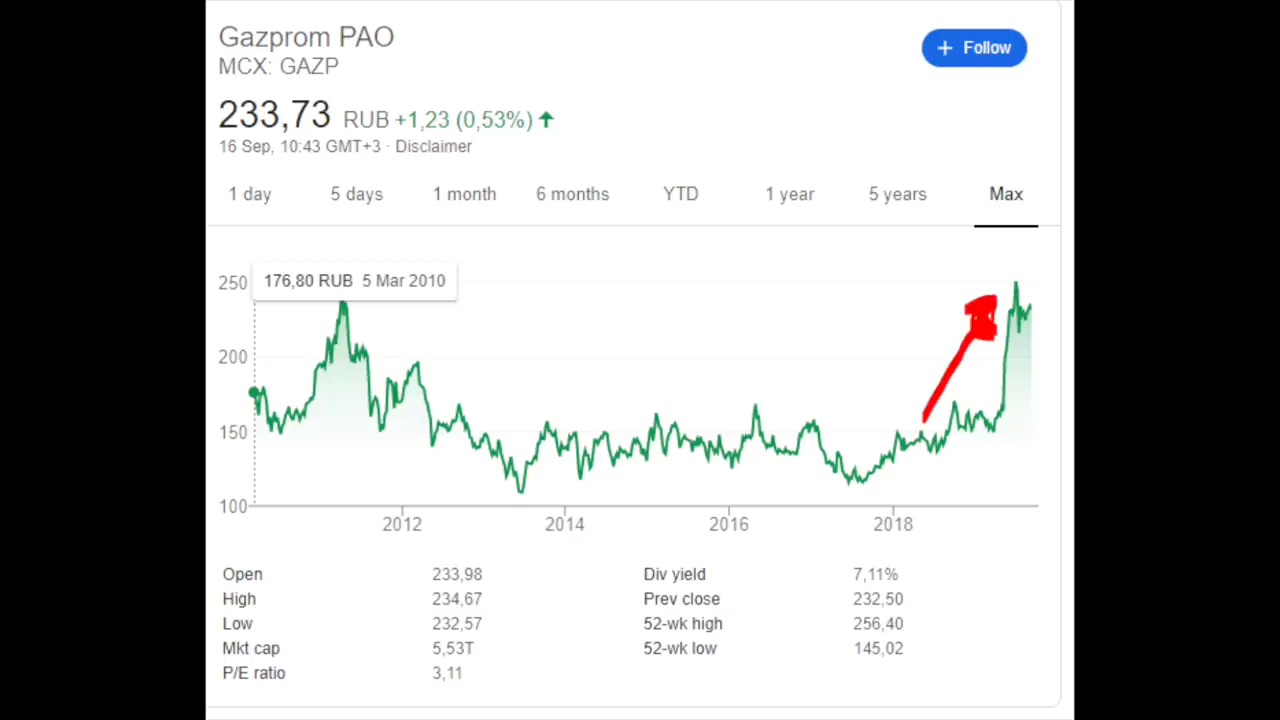 Gazprom PAO
MCX: GAZP
+ Follow
233,73 RUB +1,23 (0,53%)
16 Sep, 10:43 GMT+3 · Disclaimer
1 day 5 days 1 month 6 months YTD 1 year 5 years Max
176,80 RUB 5 Mar 2010
250
200
150
100
2012 2014 2016 2018
Open 233,98 Div yield 7,11%
High 234,67 Prev close 232,50
Low 232,57 52-wk high 256,40
Mkt cap 5,53T 52-wk low 145,02
P/E ratio 3,11